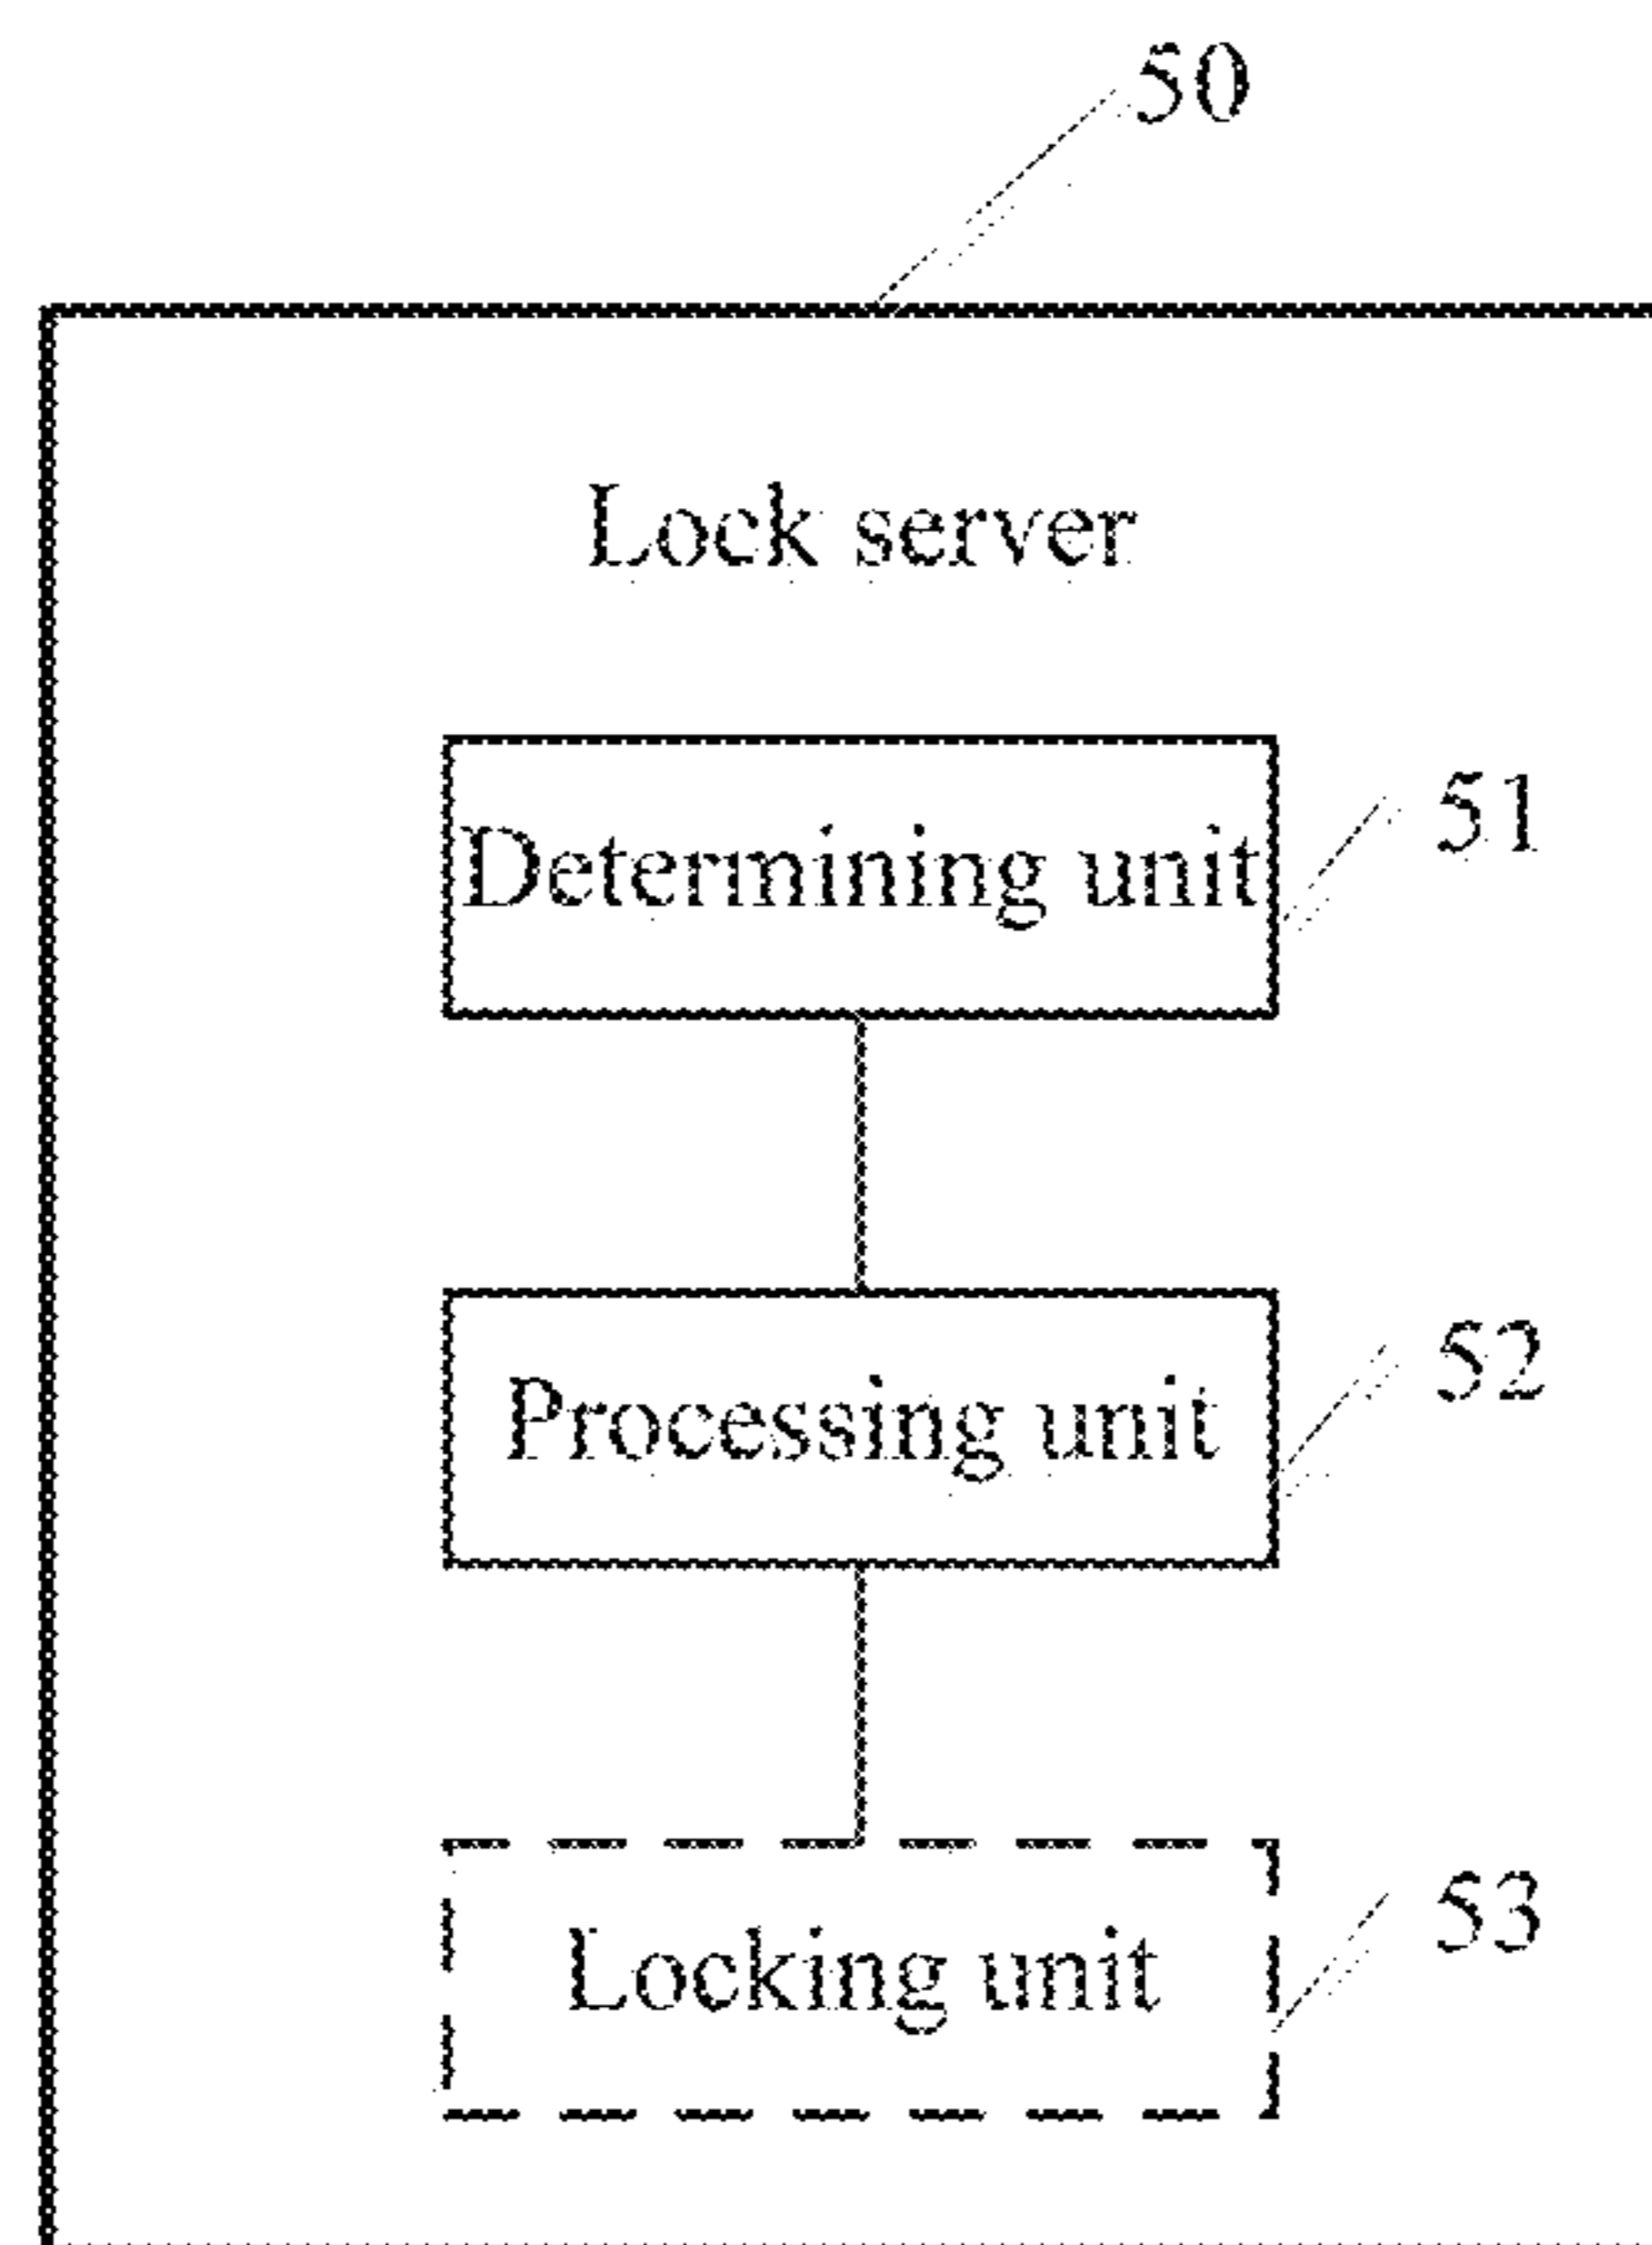 50
Lock server
Determining unit
51
Processing unit
52
Locking unit
53